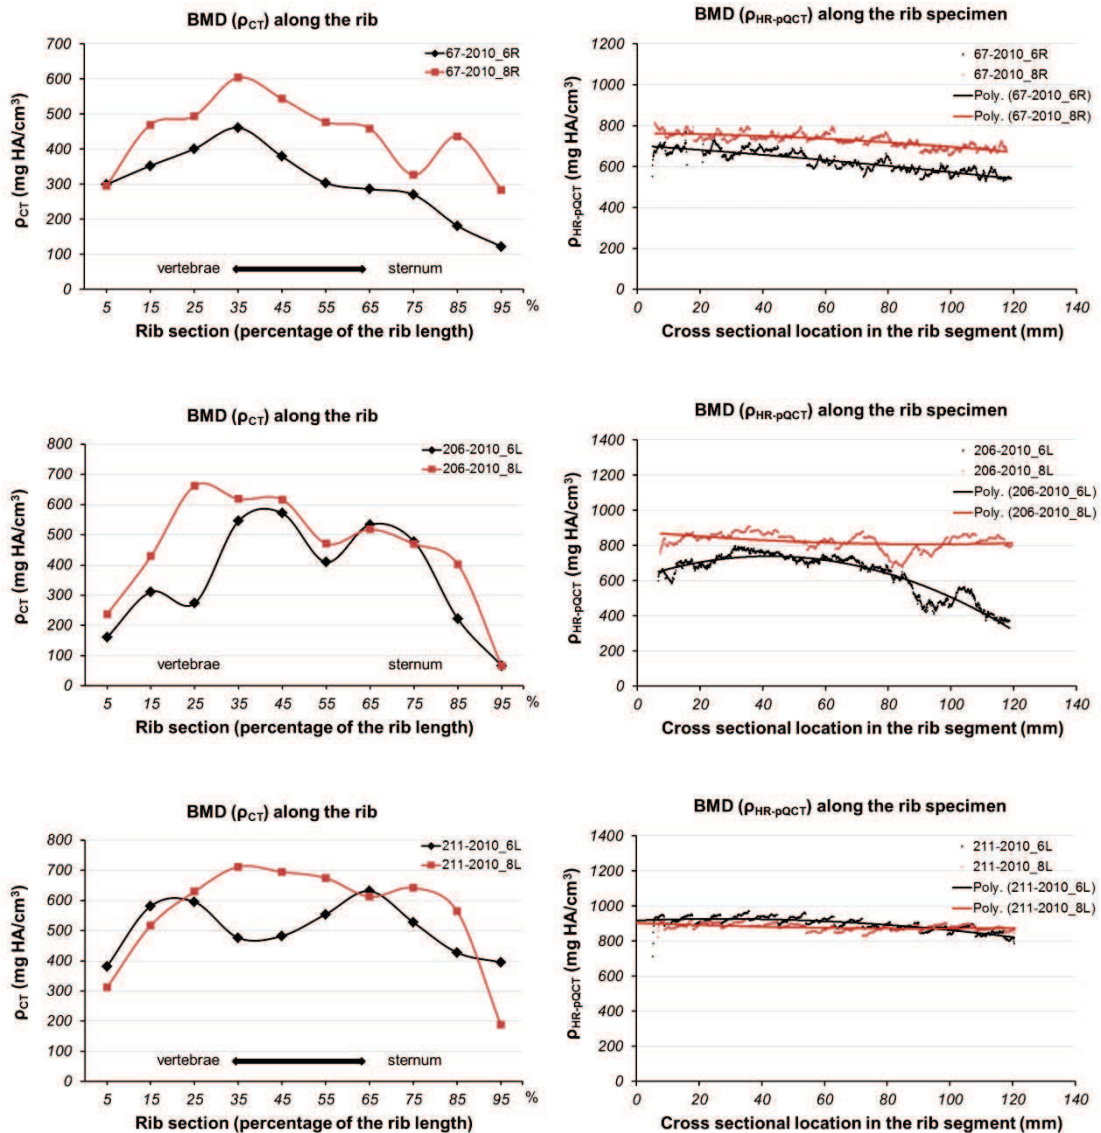 BMD (ρCT) along the rib
700
600
500
400
300
200
100
0
ρCT (mg HA/cm³)
67-2010_6R
67-2010_8R
vertebrae
sternum
5 15 25 35 45 55 65 75 85 95 %
Rib section (percentage of the rib length)
BMD (ρHR-pQCT) along the rib specimen
1200
1000
800
600
400
200
0
ρHR-pQCT (mg HA/cm³)
67-2010_6R
67-2010_8R
Poly. (67-2010_6R)
Poly. (67-2010_8R)
0 20 40 60 80 100 120 140
Cross sectional location in the rib segment (mm)
BMD (ρCT) along the rib
800
700
600
500
400
300
200
100
0
ρCT (mg HA/cm³)
206-2010_6L
206-2010_8L
vertebrae
sternum
5 15 25 35 45 55 65 75 85 95 %
Rib section (percentage of the rib length)
BMD (ρHR-pQCT) along the rib specimen
1400
1200
1000
800
600
400
200
0
ρHR-pQCT (mg HA/cm³)
206-2010_6L
206-2010_8L
Poly. (206-2010_6L)
Poly. (206-2010_8L)
0 20 40 60 80 100 120 140
Cross sectional location in the rib segment (mm)
BMD (ρCT) along the rib
800
700
600
500
400
300
200
100
0
ρCT (mg HA/cm³)
211-2010_6L
211-2010_8L
vertebrae
sternum
5 15 25 35 45 55 65 75 85 95 %
Rib section (percentage of the rib length)
BMD (ρHR-pQCT) along the rib specimen
1400
1200
1000
800
600
400
200
0
ρHR-pQCT (mg HA/cm³)
211-2010_6L
211-2010_8L
Poly. (211-2010_6L)
Poly. (211-2010_8L)
0 20 40 60 80 100 120 140
Cross sectional location in the rib segment (mm)